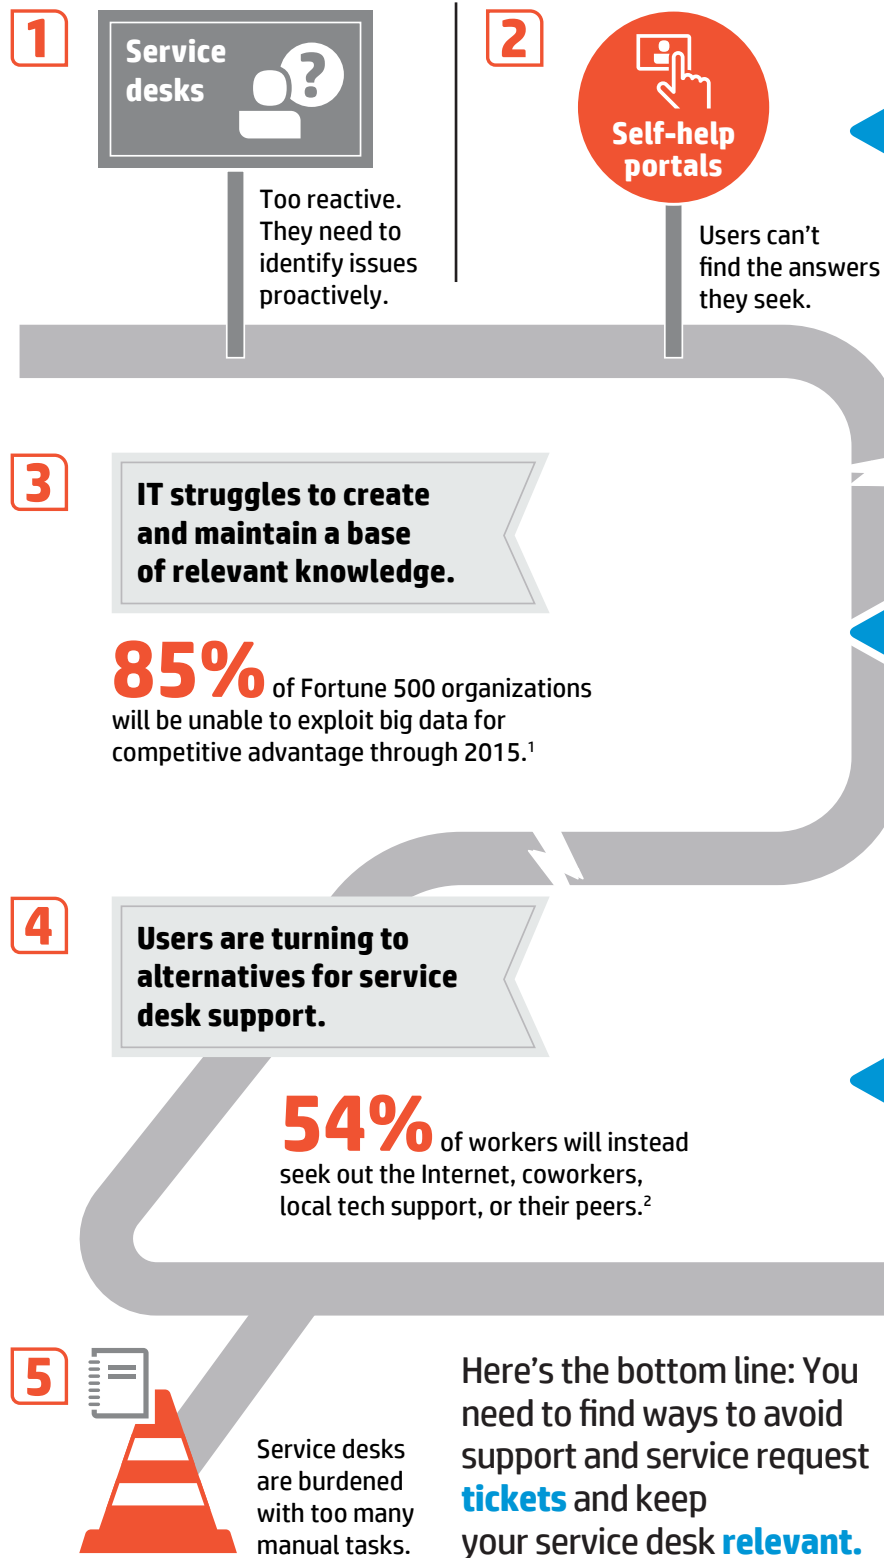 1
Service
desks
?
Too reactive.
They need to
identify issues
proactively.
2
Self-help
portals
Users can’t
find the answers
they seek.
3
IT struggles to create
and maintain a base
of relevant knowledge.
85% of Fortune 500 organizations
will be unable to exploit big data for
competitive advantage through 2015.¹
4
Users are turning to
alternatives for service
desk support.
54% of workers will instead
seek out the Internet, coworkers,
local tech support, or their peers.²
5
Service desks
are burdened
with too many
manual tasks.
Here’s the bottom line: You
need to find ways to avoid
support and service request
tickets and keep
your service desk relevant.